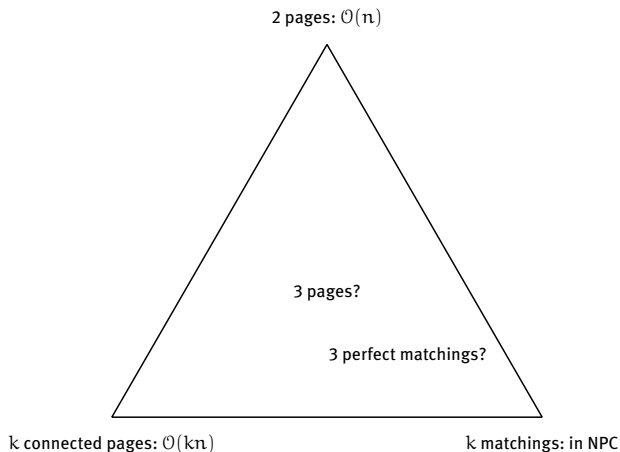 2 pages: 𝒪(n)
3 pages?
3 perfect matchings?
k connected pages: 𝒪(kn)
k matchings: in NPC